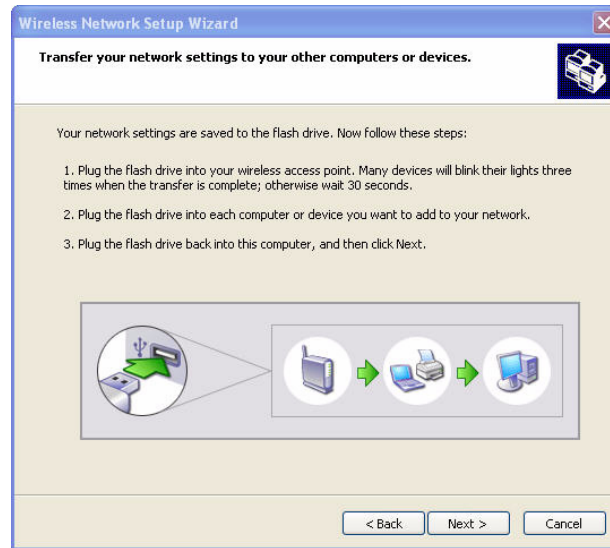 Wireless Network Setup Wizard
Transfer your network settings to your other computers or devices.
Your network settings are saved to the flash drive. Now follow these steps:
1. Plug the flash drive into your wireless access point. Many devices will blink their lights three
times when the transfer is complete; otherwise wait 30 seconds.
2. Plug the flash drive into each computer or device you want to add to your network.
3. Plug the flash drive back into this computer, and then click Next.
< Back
Next >
Cancel